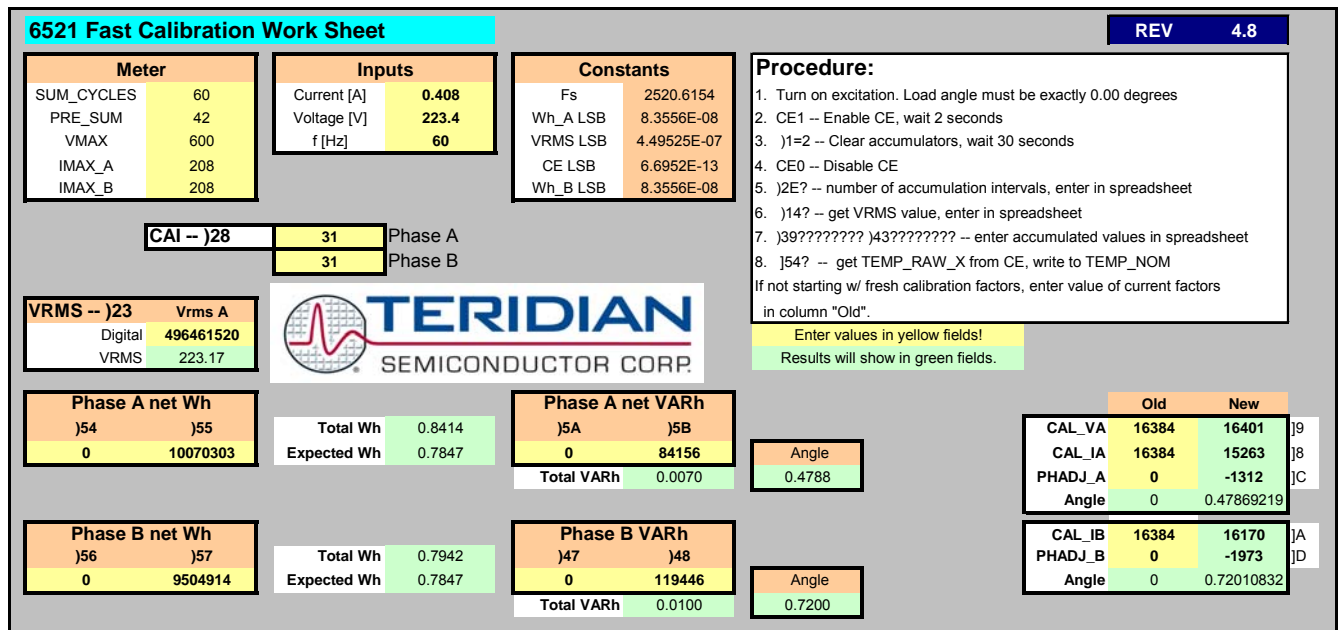 6521 Fast Calibration Work Sheet
REV 4.8
Meter
SUM_CYCLES 60
PRE_SUM 42
VMAX 600
IMAX_A 208
IMAX_B 208
Inputs
Current [A] 0.408
Voltage [V] 223.4
f [Hz] 60
Constants
Fs 2520.6154
Wh_A LSB 8.3556E-08
VRMS LSB 4.49525E-07
CE LSB 6.6952E-13
Wh_B LSB 8.3556E-08
Procedure:
1. Turn on excitation. Load angle must be exactly 0.00 degrees
2. CE1 -- Enable CE, wait 2 seconds
3. )1=2 -- Clear accumulators, wait 30 seconds
4. CE0 -- Disable CE
5. )2E? -- number of accumulation intervals, enter in spreadsheet
6. )14? -- get VRMS value, enter in spreadsheet
7. )39???????? )43???????? -- enter accumulated values in spreadsheet
8. ]54? -- get TEMP_RAW_X from CE, write to TEMP_NOM
If not starting w/ fresh calibration factors, enter value of current factors
in column "Old".
Enter values in yellow fields!
Results will show in green fields.
CAI -- )28 31 Phase A
31 Phase B
VRMS -- )23 Vrms A
Digital 496461520
VRMS 223.17
TERIDIAN
SEMICONDUCTOR CORP.
Phase A net Wh
)54 )55
0 10070303
Total Wh 0.8414
Expected Wh 0.7847
Phase A net VARh
)5A )5B
0 84156
Total VARh 0.0070
Angle
0.4788
Old New
CAL_VA 16384 16401 ]9
CAL_IA 16384 15263 ]8
PHADJ_A 0 -1312 ]C
Angle 0 0.47869219
Phase B net Wh
)56 )57
0 9504914
Total Wh 0.7942
Expected Wh 0.7847
Phase B VARh
)47 )48
0 119446
Total VARh 0.0100
Angle
0.7200
CAL_IB 16384 16170 ]A
PHADJ_B 0 -1973 ]D
Angle 0 0.72010832